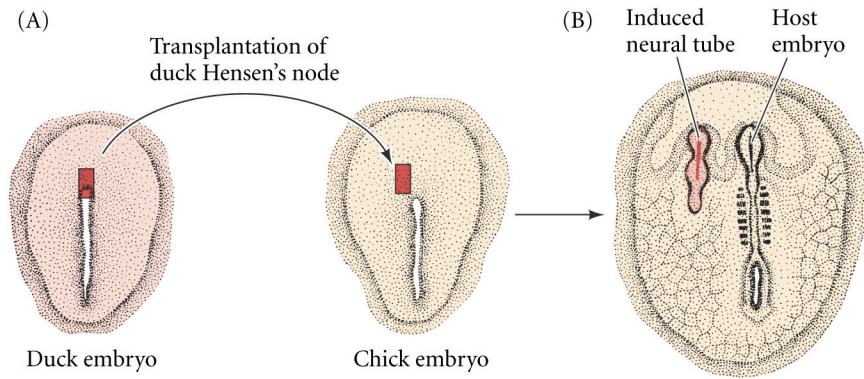 (A)
Transplantation of
duck Hensen's node
Duck embryo
Chick embryo
(B)
Induced
neural tube
Host
embryo